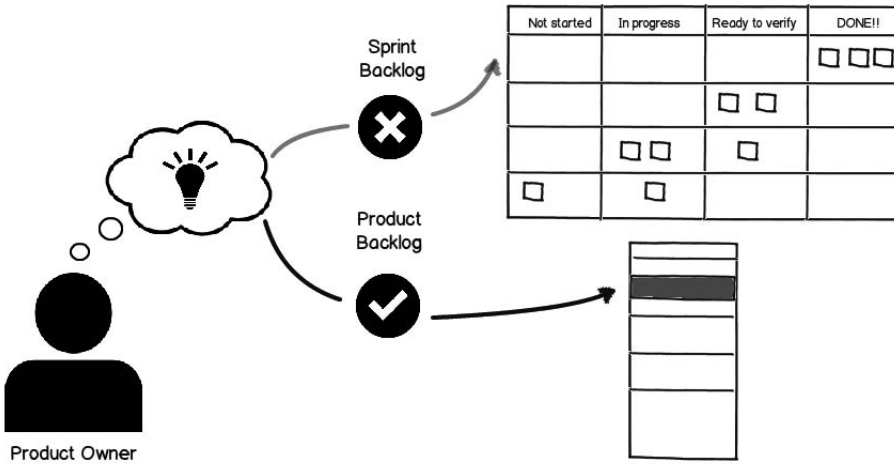 Not started In progress Ready to verify DONE!!
Sprint
Backlog
Product
Backlog
Product Owner